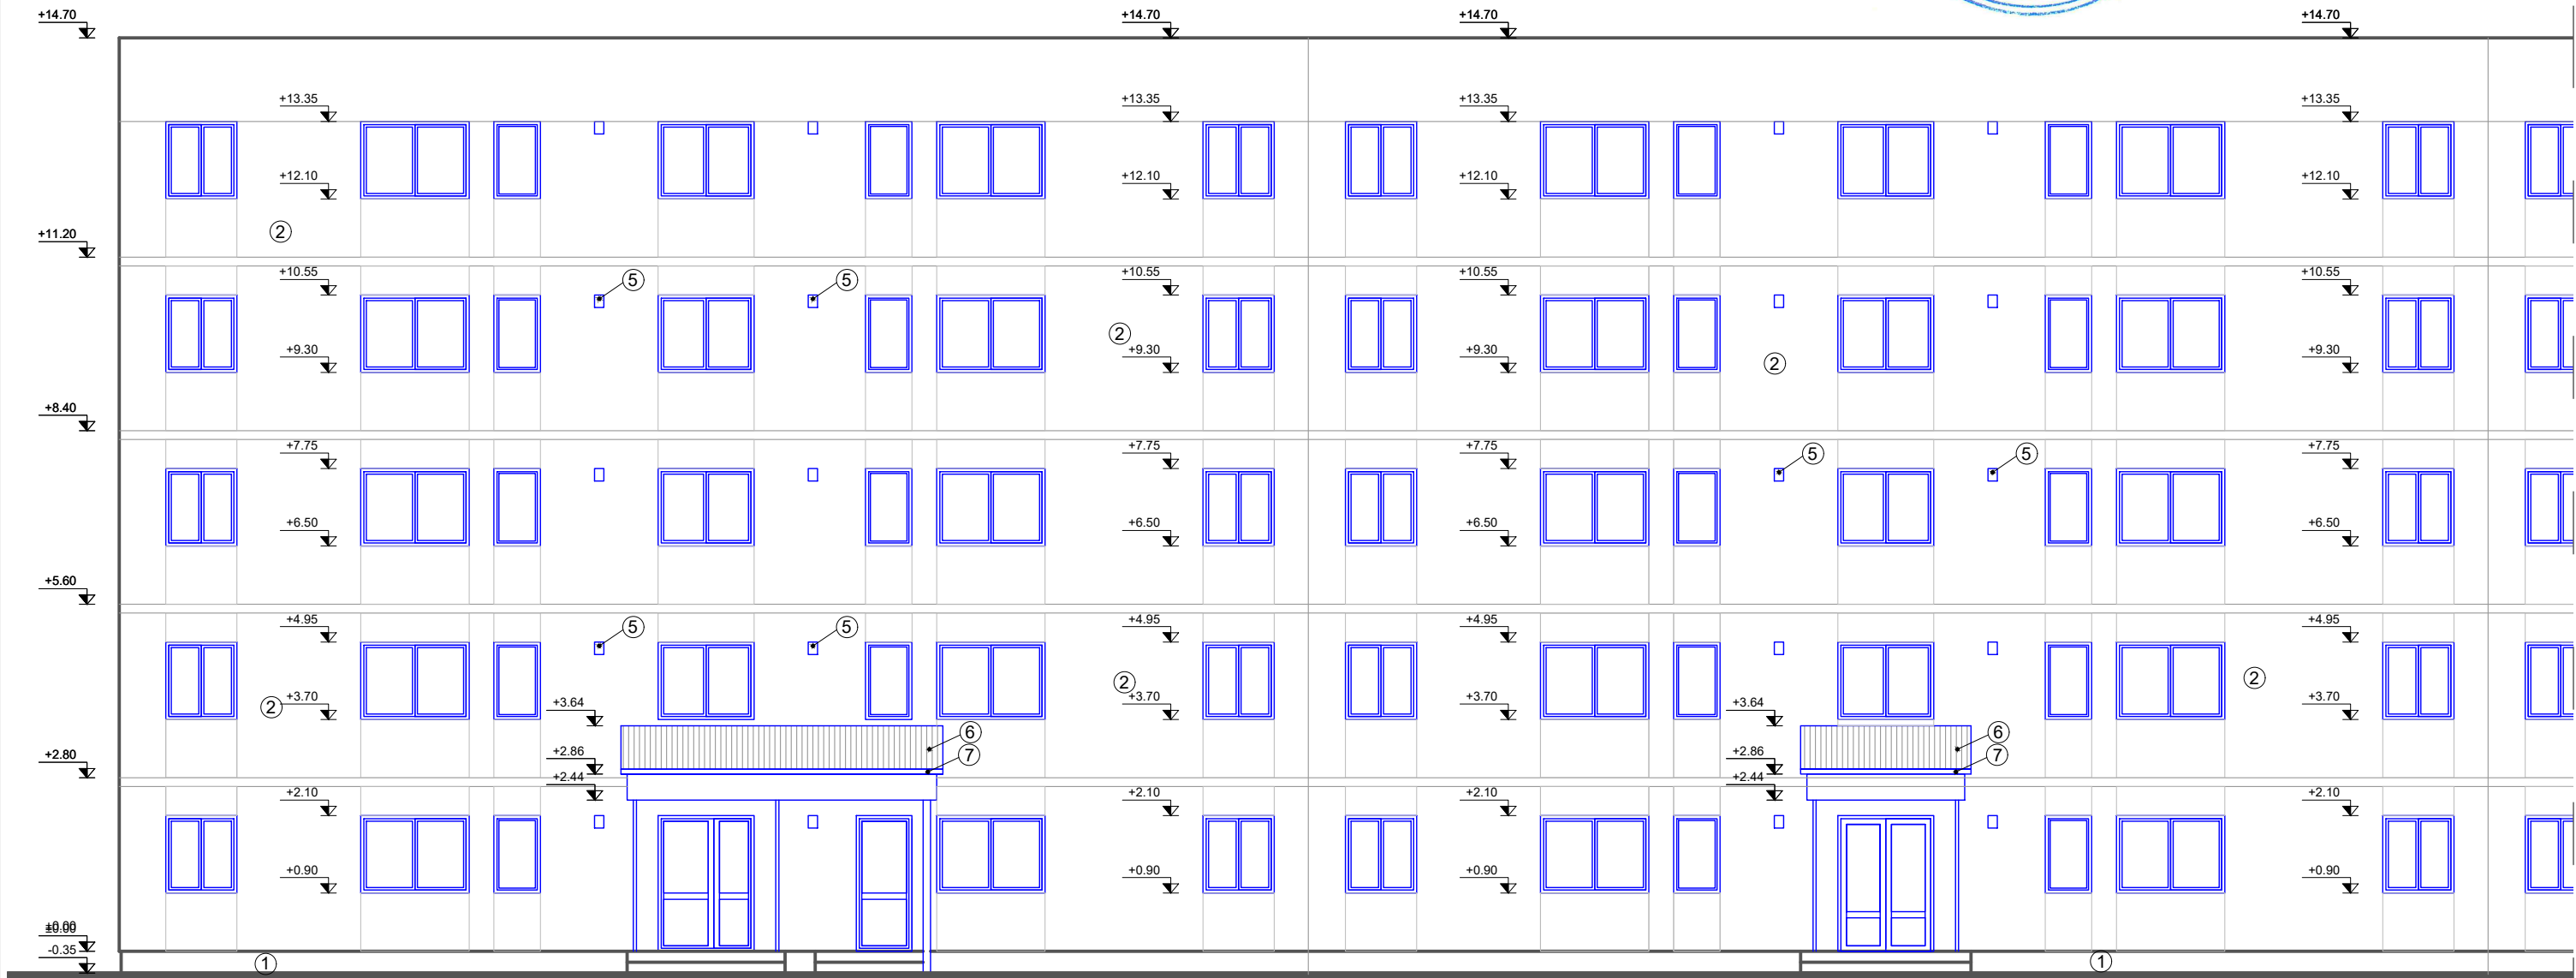 +14.70 +14.70 +14.70 +14.70
+13.35 +13.35 +13.35 +13.35
+12.10 +12.10 +12.10 +12.10
2
+11.20
+10.55 5 5 +10.55 +10.55 +10.55
2
+9.30 +9.30 +9.30 +9.30
2
+8.40
+7.75 +7.75 +7.75 5 5 +7.75
+6.50 +6.50 +6.50 +6.50
+5.60
+4.95 5 5 +4.95 +4.95 +4.95
2 2
2 +3.70 +3.70 +3.70 +3.70
+3.64 +3.64
6 6
+2.80 +2.86 7 +2.86 7
+2.44 +2.44
+2.10 +2.10 +2.10 +2.10
+0.90 +0.90 +0.90 +0.90
±0.00
-0.35
1 1